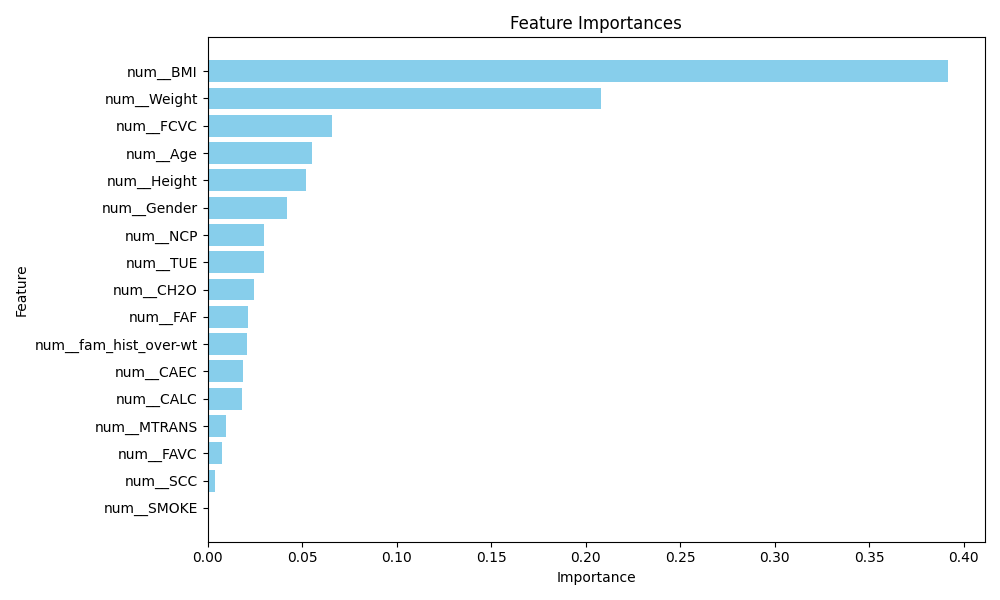 Feature Importances
Feature
num__BMI
num__Weight
num__FCVC
num__Age
num__Height
num__Gender
num__NCP
num__TUE
num__CH2O
num__FAF
num__fam_hist_over-wt
num__CAEC
num__CALC
num__MTRANS
num__FAVC
num__SCC
num__SMOKE
0.00 0.05 0.10 0.15 0.20 0.25 0.30 0.35 0.40
Importance